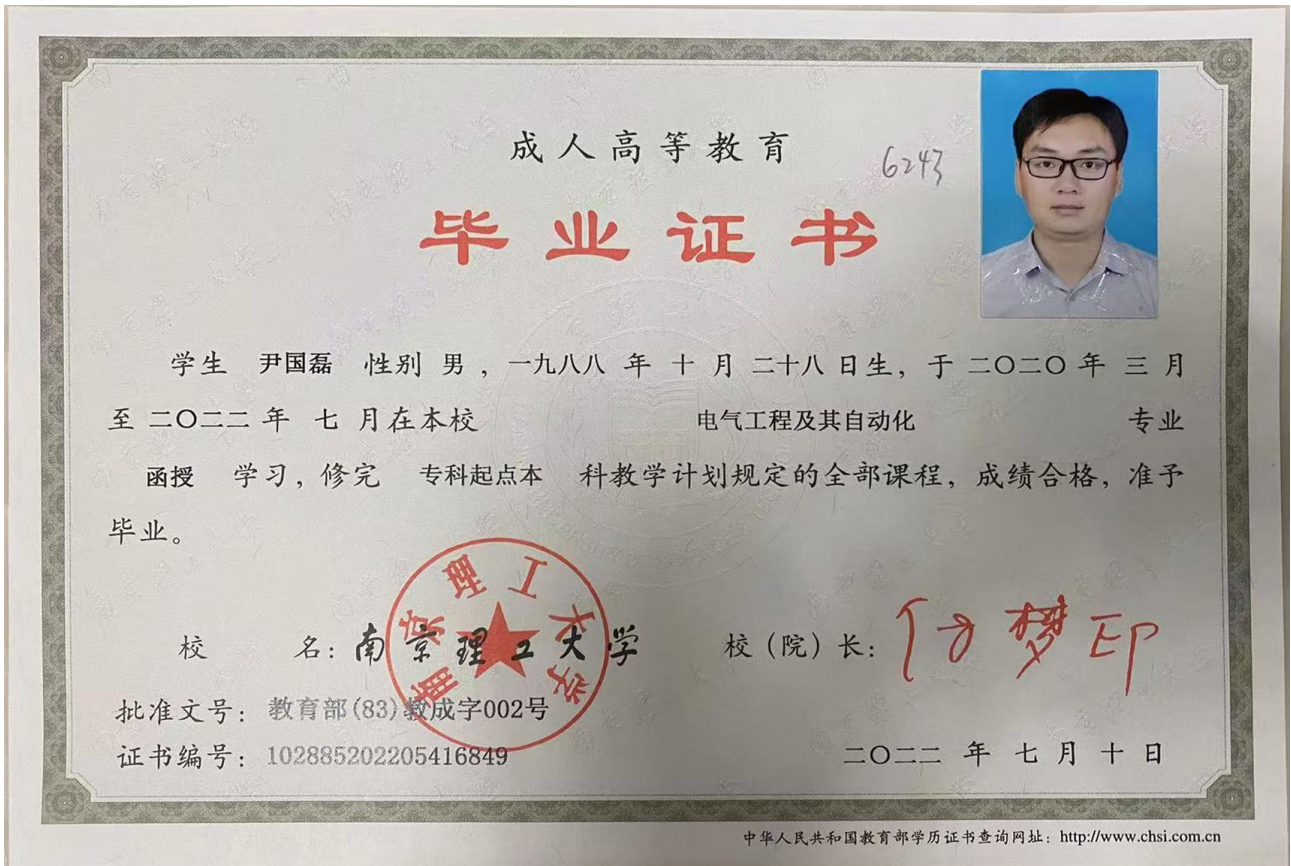 成人高等教育
6243
毕业证书
学生 尹国磊 性别 男 ，一九八八 年 十 月 二十八 日生，于 二〇二〇 年 三 月
至 二〇二二 年 七 月在本校 电气工程及其自动化 专业
函授 学习，修完 专科起点本 科教学计划规定的全部课程，成绩合格，准予
毕业。
南京理工大学
校 名：南京理工大学 校（院）长：付梦印
批准文号：教育部(83)教成字002号
证书编号：102885202205416849 二〇二二 年 七 月 十 日
中华人民共和国教育部学历证书查询网址：http://www.chsi.com.cn